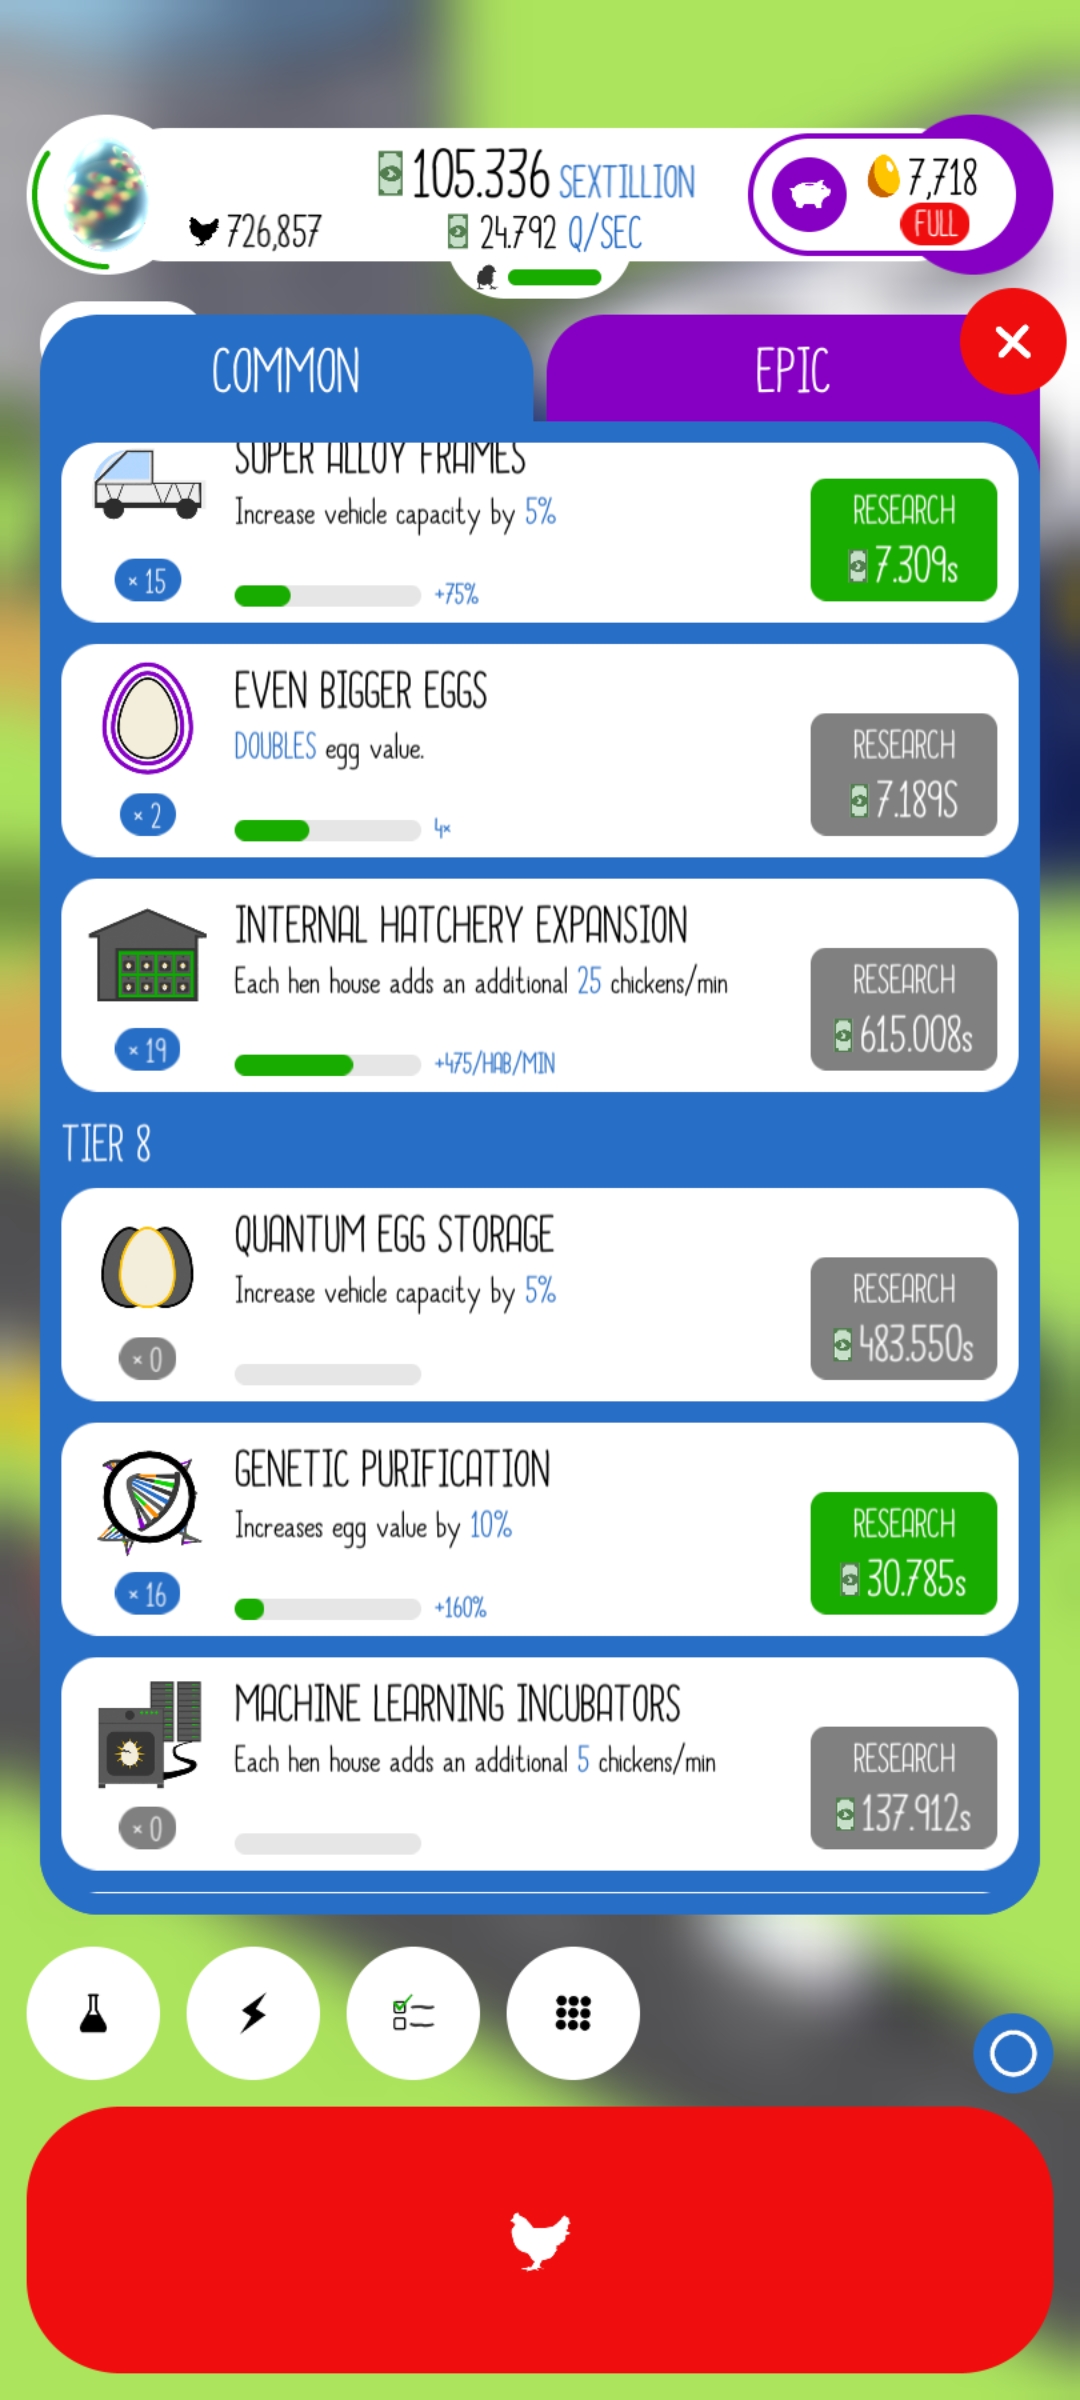 105.336 SEXTILLION
7,718
726,857
24.792 Q/SEC
FULL
COMMON
EPIC
SUPER ALLOY FRAMES
Increase vehicle capacity by 5%
RESEARCH
7.309s
× 15
+75%
EVEN BIGGER EGGS
DOUBLES egg value.
RESEARCH
7.189S
× 2
4×
INTERNAL HATCHERY EXPANSION
Each hen house adds an additional 25 chickens/min
RESEARCH
615.008s
× 19
+475/HAB/MIN
TIER 8
QUANTUM EGG STORAGE
Increase vehicle capacity by 5%
RESEARCH
483.550s
× 0
GENETIC PURIFICATION
Increases egg value by 10%
RESEARCH
30.785s
× 16
+160%
MACHINE LEARNING INCUBATORS
Each hen house adds an additional 5 chickens/min
RESEARCH
137.912s
× 0